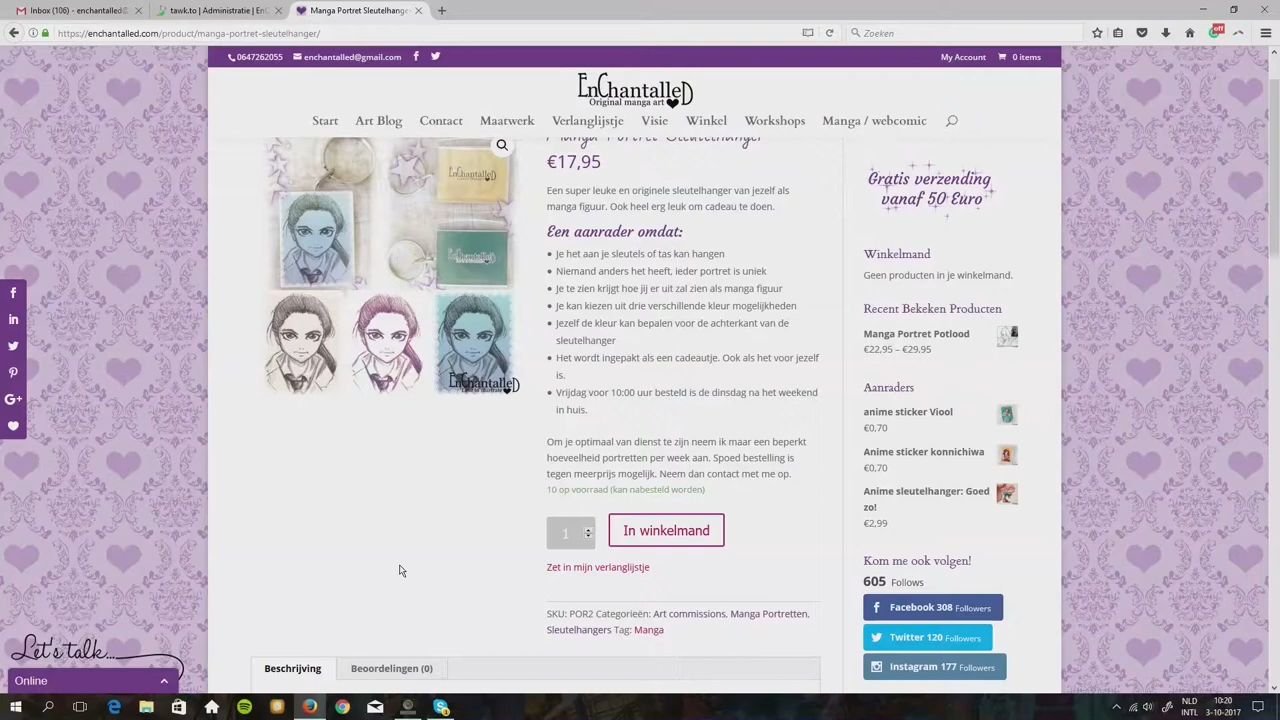 Inbox (160) - enchantalled@
tawk.to | Administratie | EnC
Manga Portret Sleutelhange
https://enchantalled.com/product/manga-portret-sleutelhanger/
Zoeken
off
0647262055
enchantalled@gmail.com
My Account
0 items
EnChantalleD
Original manga art
Start
Art Blog
Contact
Maatwerk
Verlanglijstje
Visie
Winkel
Workshops
Manga / webcomic
Manga Portret Sleutelhanger
€17,95
Een super leuke en originele sleutelhanger van jezelf als
manga figuur. Ook heel erg leuk om cadeau te doen.
Een aanrader omdat:
Je het aan je sleutels of tas kan hangen
Niemand anders het heeft, ieder portret is uniek
Je te zien krijgt hoe jij er uit zal zien als manga figuur
Je kan kiezen uit drie verschillende kleur mogelijkheden
Jezelf de kleur kan bepalen voor de achterkant van de
sleutelhanger
Het wordt ingepakt als een cadeautje. Ook als het voor jezelf
is.
Vrijdag voor 10:00 uur besteld is de dinsdag na het weekend
in huis.
Om je optimaal van dienst te zijn neem ik maar een beperkt
hoeveelheid portretten per week aan. Spoed bestelling is
tegen meerprijs mogelijk. Neem dan contact met me op.
10 op voorraad (kan nabesteld worden)
1
In winkelmand
Zet in mijn verlanglijstje
SKU: POR2 Categorieën: Art commissions, Manga Portretten,
Sleutelhangers Tag: Manga
Beschrijving
Beoordelingen (0)
EnChantalleD
EnChantalleD
EnChantalleD
Gratis verzending
vanaf 50 Euro
Winkelmand
Geen producten in je winkelmand.
Recent Bekeken Producten
Manga Portret Potlood
€22,95 – €29,95
Aanraders
anime sticker Viool
€0,70
Anime sticker konnichiwa
€0,70
Anime sleutelhanger: Goed
zo!
€2,99
Kom me ook volgen!
605 Follows
Facebook 308 Followers
Twitter 120 Followers
Instagram 177 Followers
Let's talk...
Online
NLD
INTL
10:20
3-10-2017